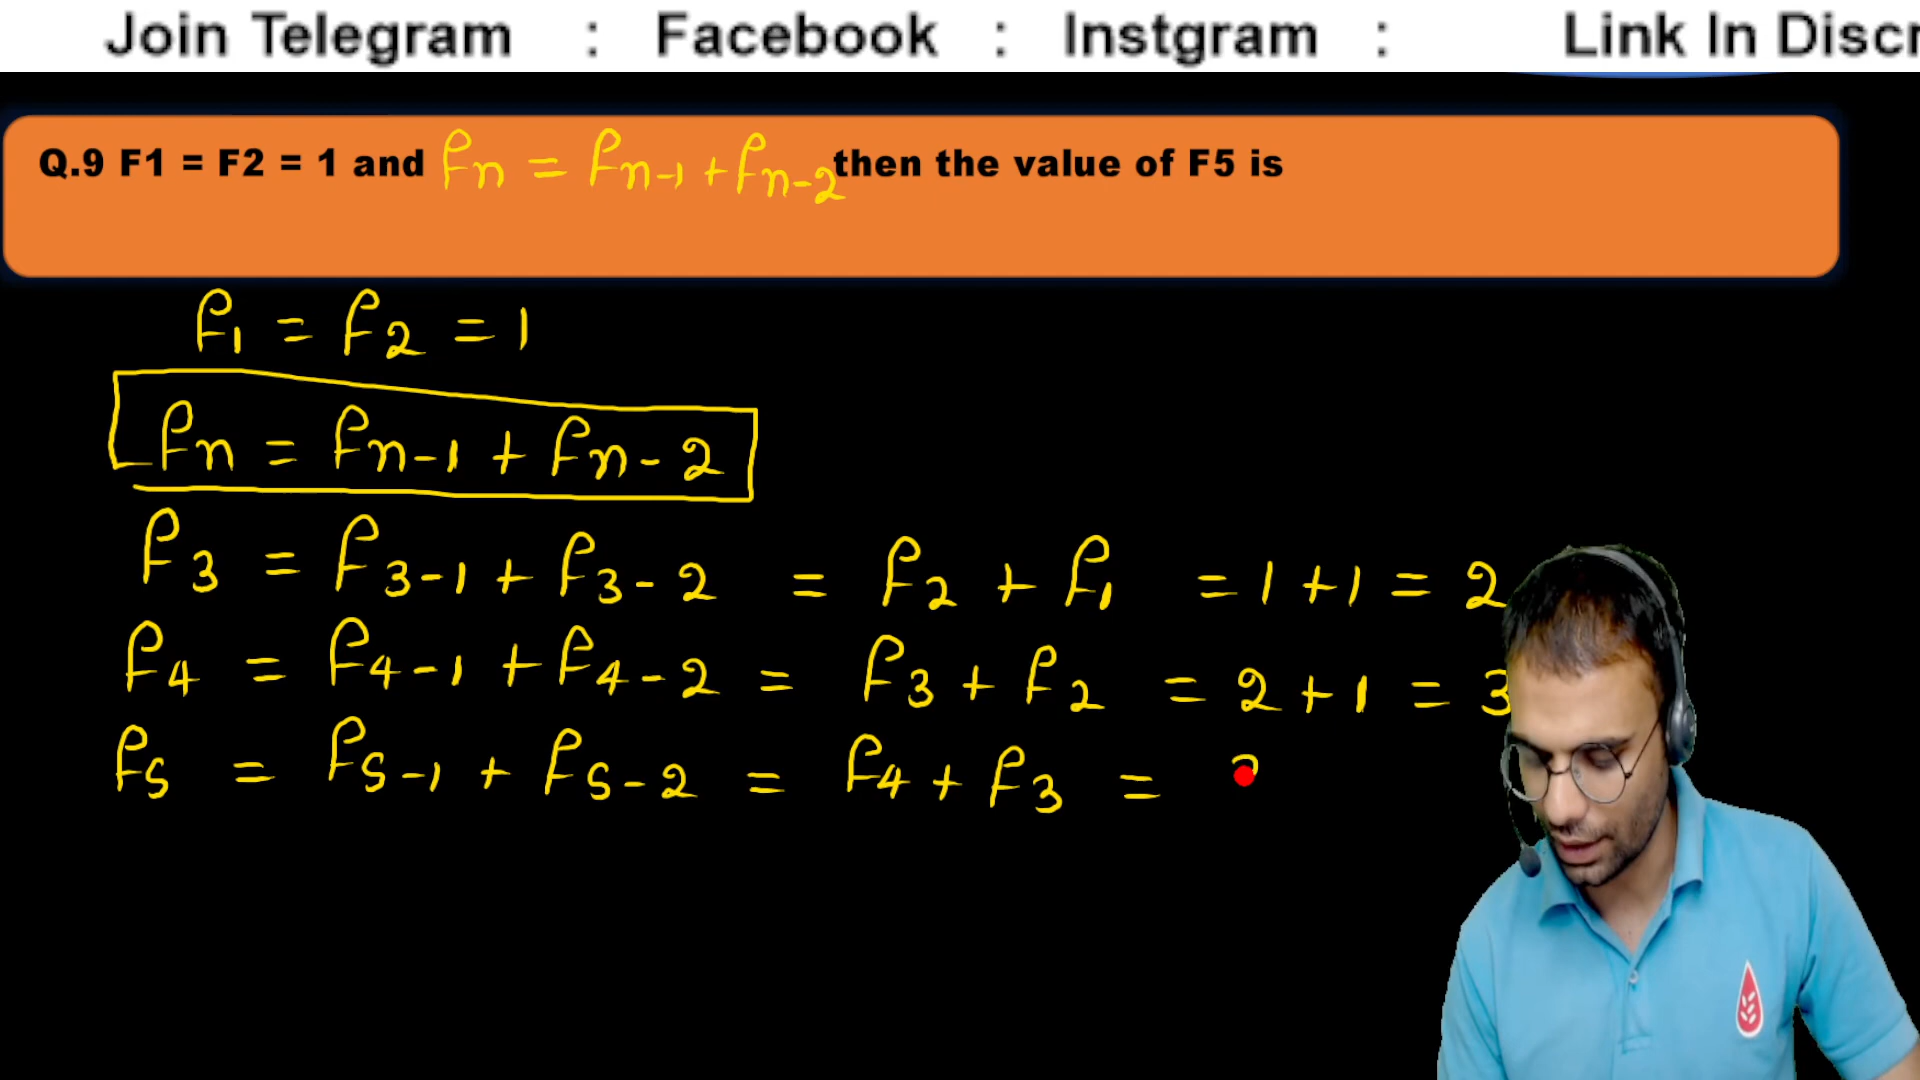 Join Telegram : Facebook : Instgram : Link In Discr
Q.9 F1 = F2 = 1 and Fn = Fn-1 + Fn-2 then the value of F5 is
F1 = F2 = 1
Fn = Fn-1 + Fn-2
F3 = F3-1 + F3-2 = F2 + F1 = 1 + 1 = 2
F4 = F4-1 + F4-2 = F3 + F2 = 2 + 1 = 3
F5 = F5-1 + F5-2 = F4 + F3 =